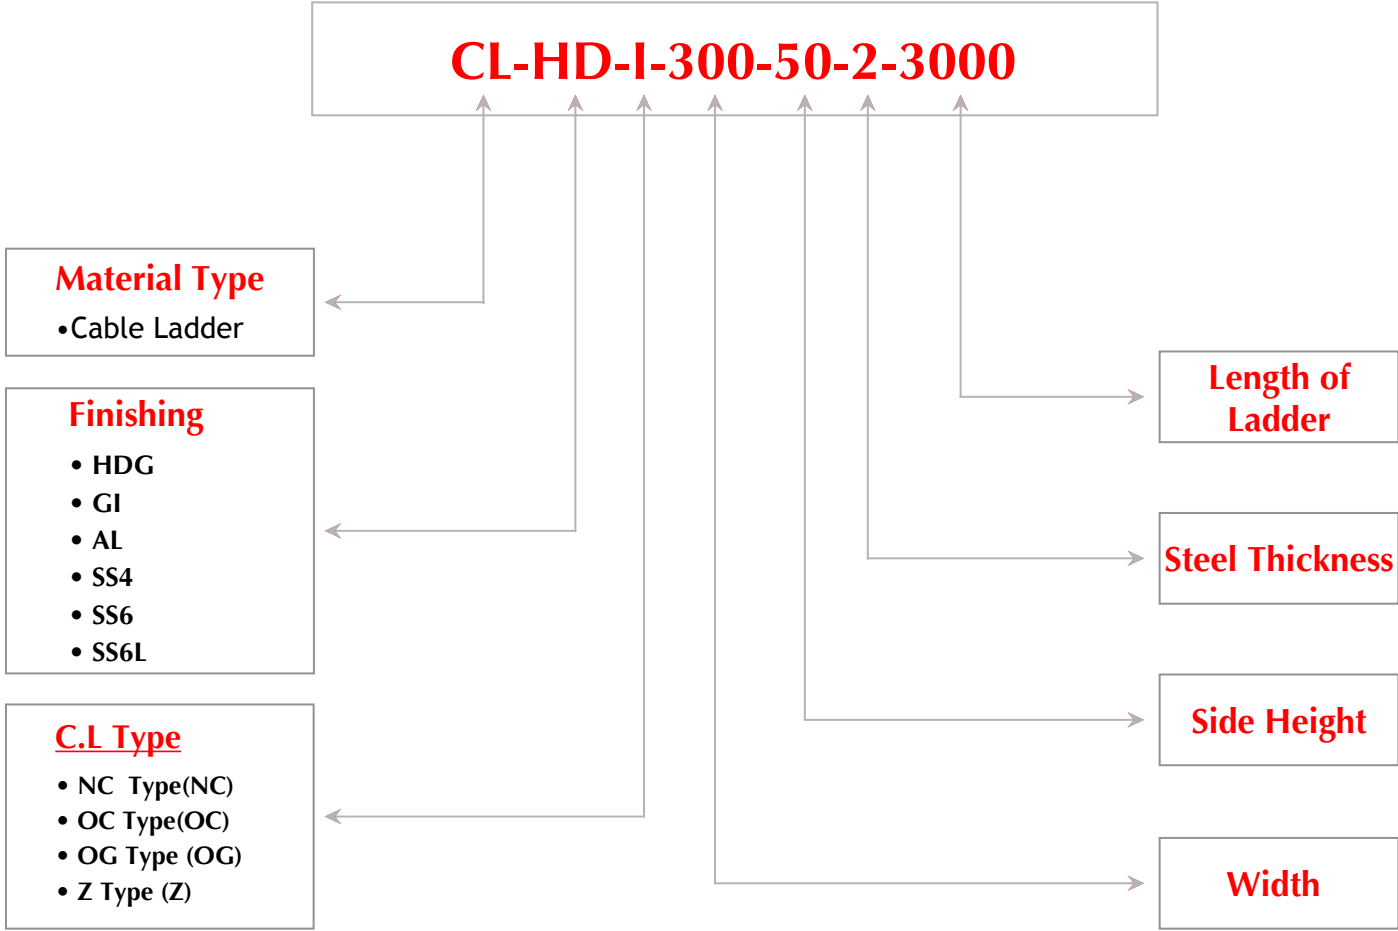 CL-HD-I-300-50-2-3000
Material Type
•Cable Ladder
Finishing
• HDG
• GI
• AL
• SS4
• SS6
• SS6L
C.L Type
• NC Type(NC)
• OC Type(OC)
• OG Type (OG)
• Z Type (Z)
Length of
Ladder
Steel Thickness
Side Height
Width